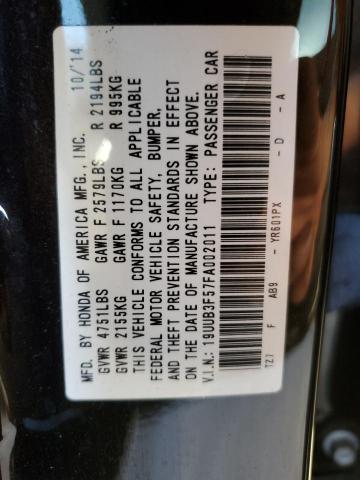 MFD. BY HONDA OF AMERICA MFG. INC. 10/'14
GVWR 4751LBS GAWR F 2579LBS R 2194LBS
GVWR 2155KG GAWR F 1170KG R 995KG
THIS VEHICLE CONFORMS TO ALL APPLICABLE
FEDERAL MOTOR VEHICLE SAFETY, BUMPER,
AND THEFT PREVENTION STANDARDS IN EFFECT
ON THE DATE OF MANUFACTURE SHOWN ABOVE.
V.I.N.: 19UUB3F57FA002011 TYPE: PASSENGER CAR
TZ7 F AB9 - YR601PX - D - A